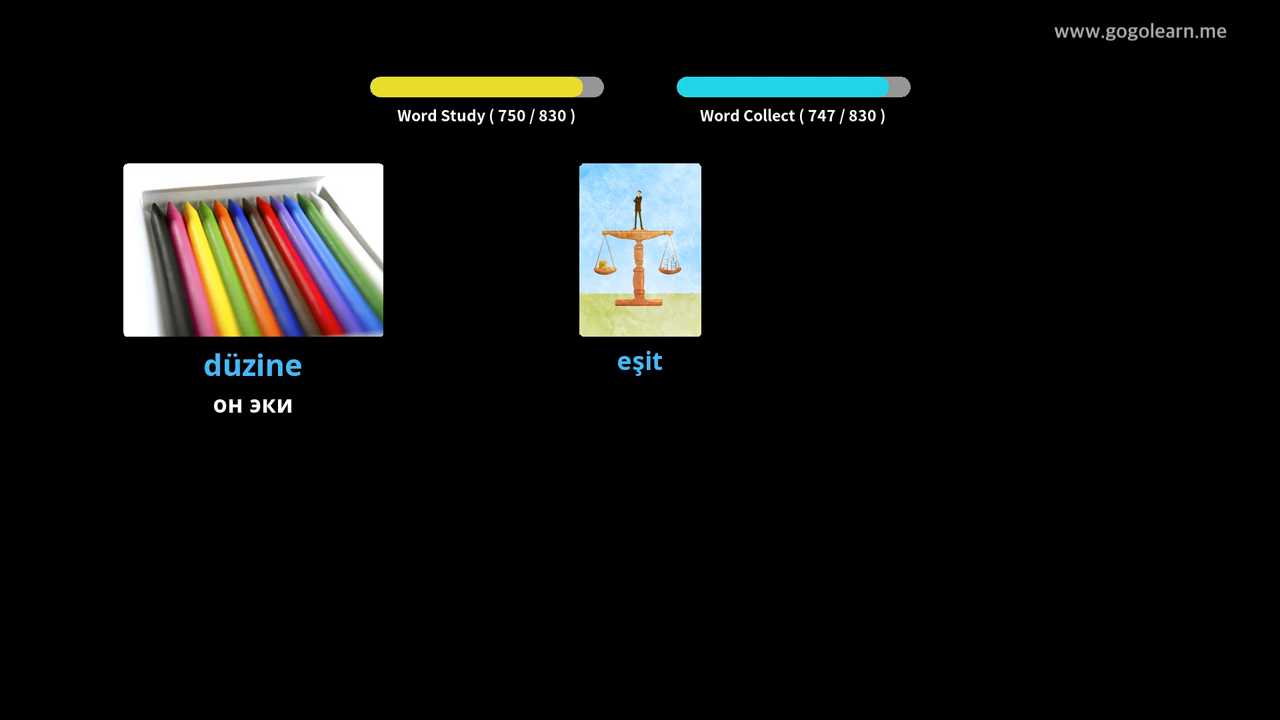 www.gogolearn.me
Word Study ( 750 / 830 )
Word Collect ( 747 / 830 )
düzine
он эки
eşit